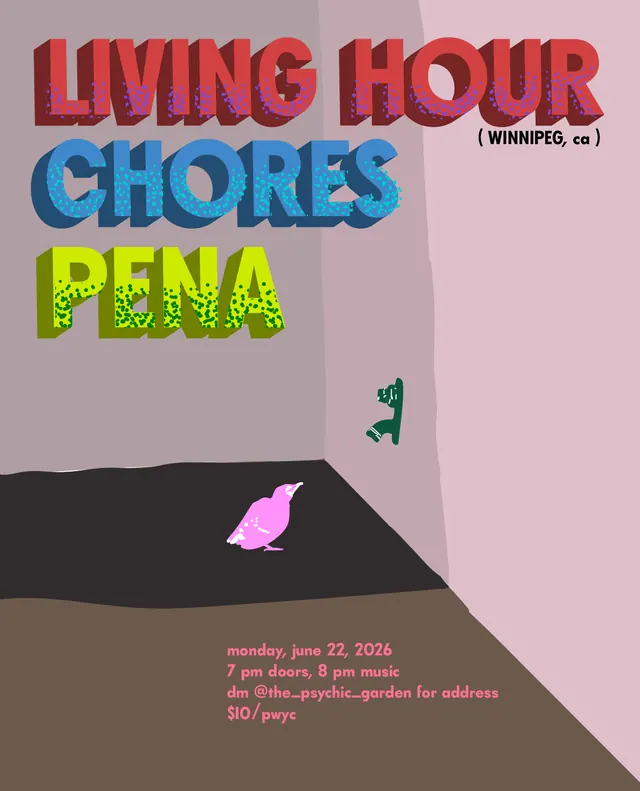 LIVING HOUR
( WINNIPEG, ca )
CHORES
PENA
monday, june 22, 2026
7 pm doors, 8 pm music
dm @the_psychic_garden for address
$10/pwyc